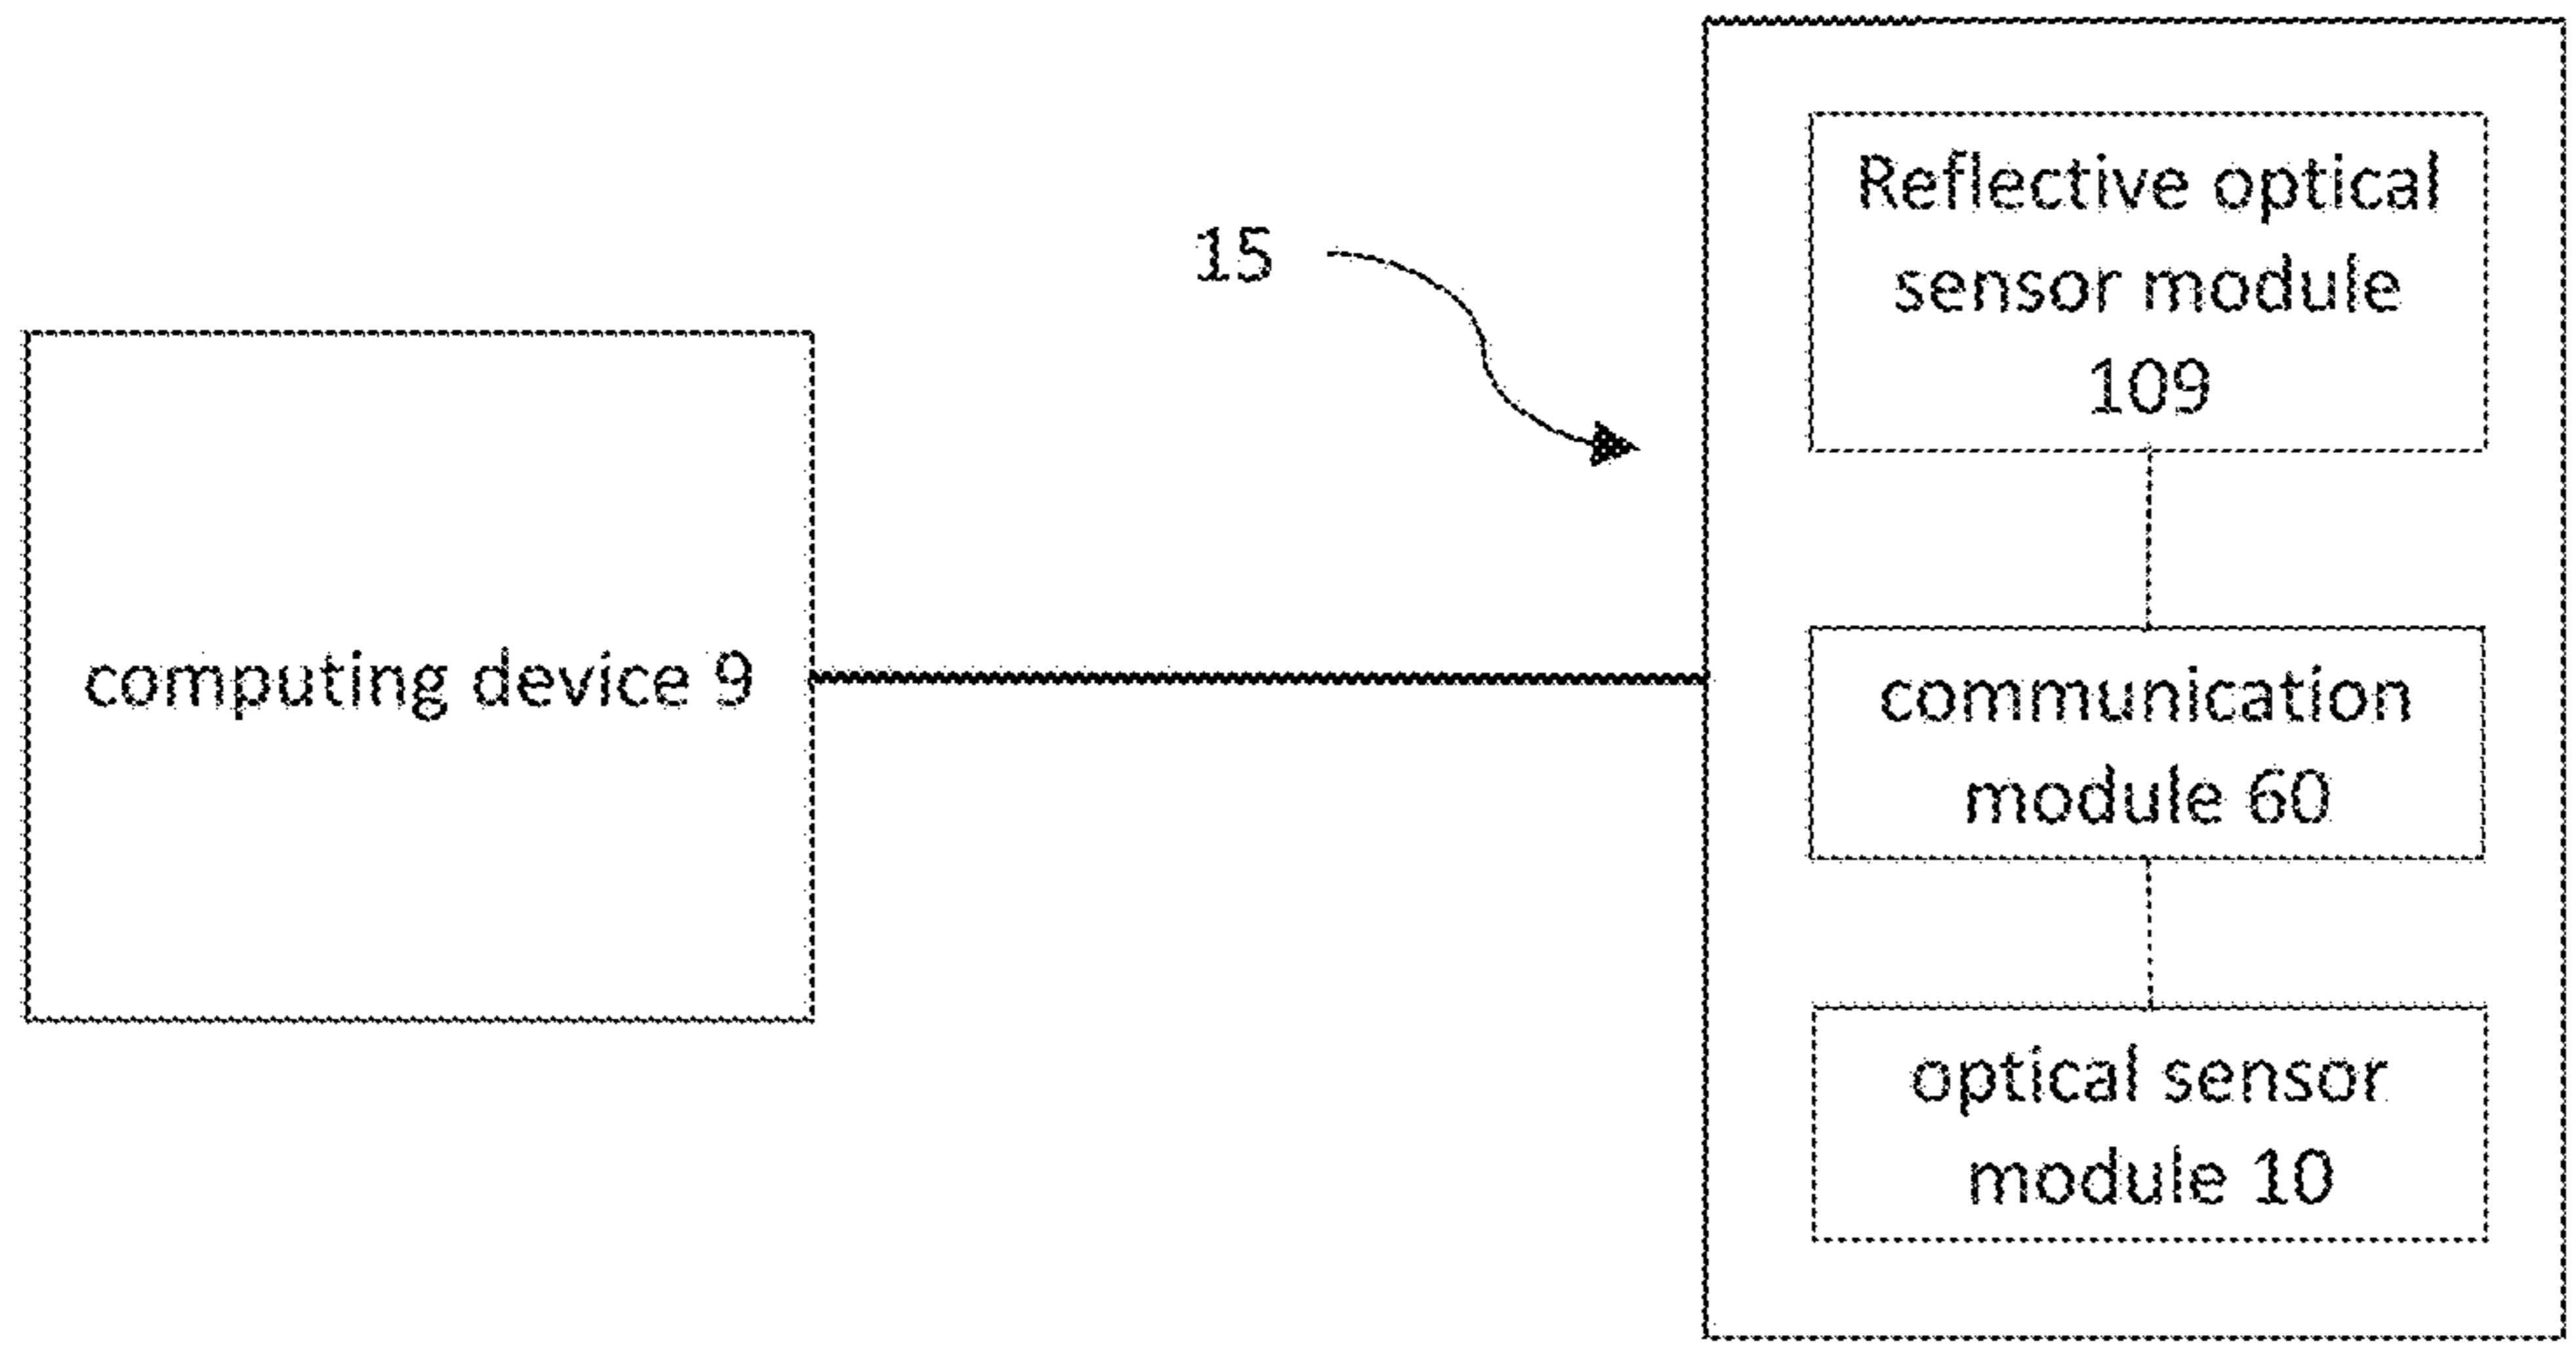 computing device 9
15
Reflective optical
sensor module
109
communication
module 60
optical sensor
module 10